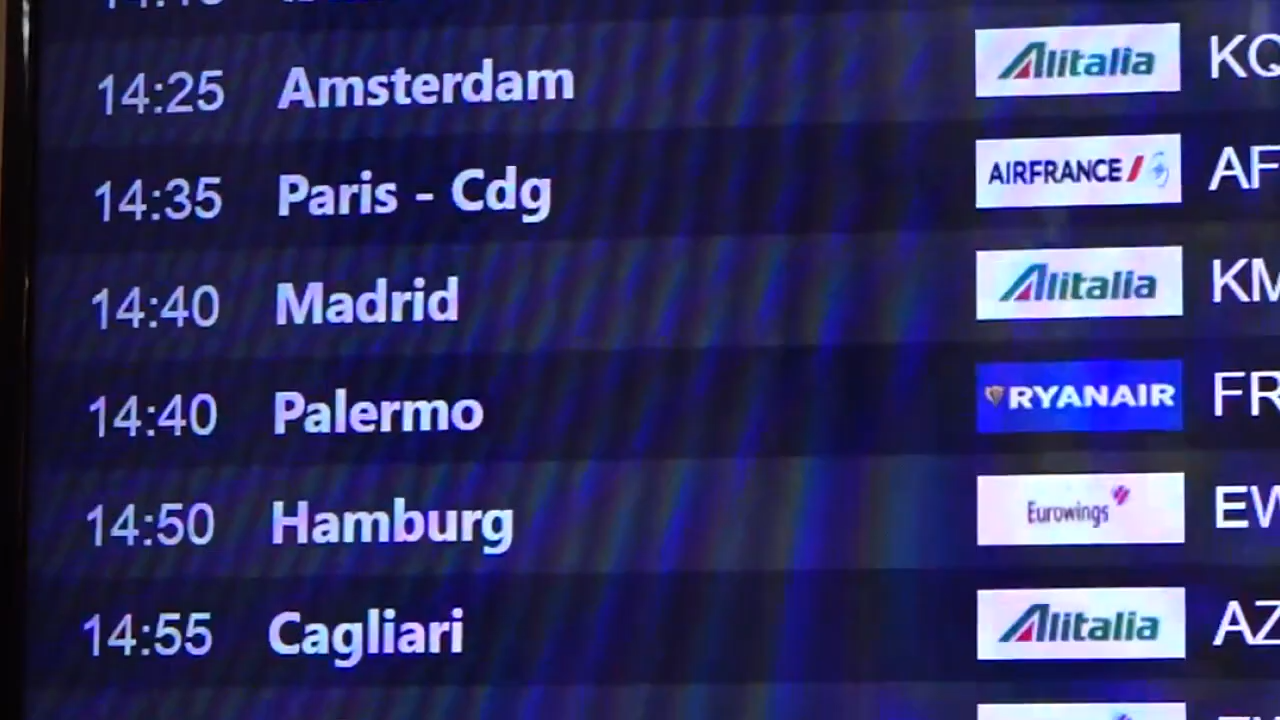 14:25 Amsterdam Alitalia KQ
14:35 Paris - Cdg AIRFRANCE AF
14:40 Madrid Alitalia KM
14:40 Palermo RYANAIR FR
14:50 Hamburg Eurowings EW
14:55 Cagliari Alitalia AZ